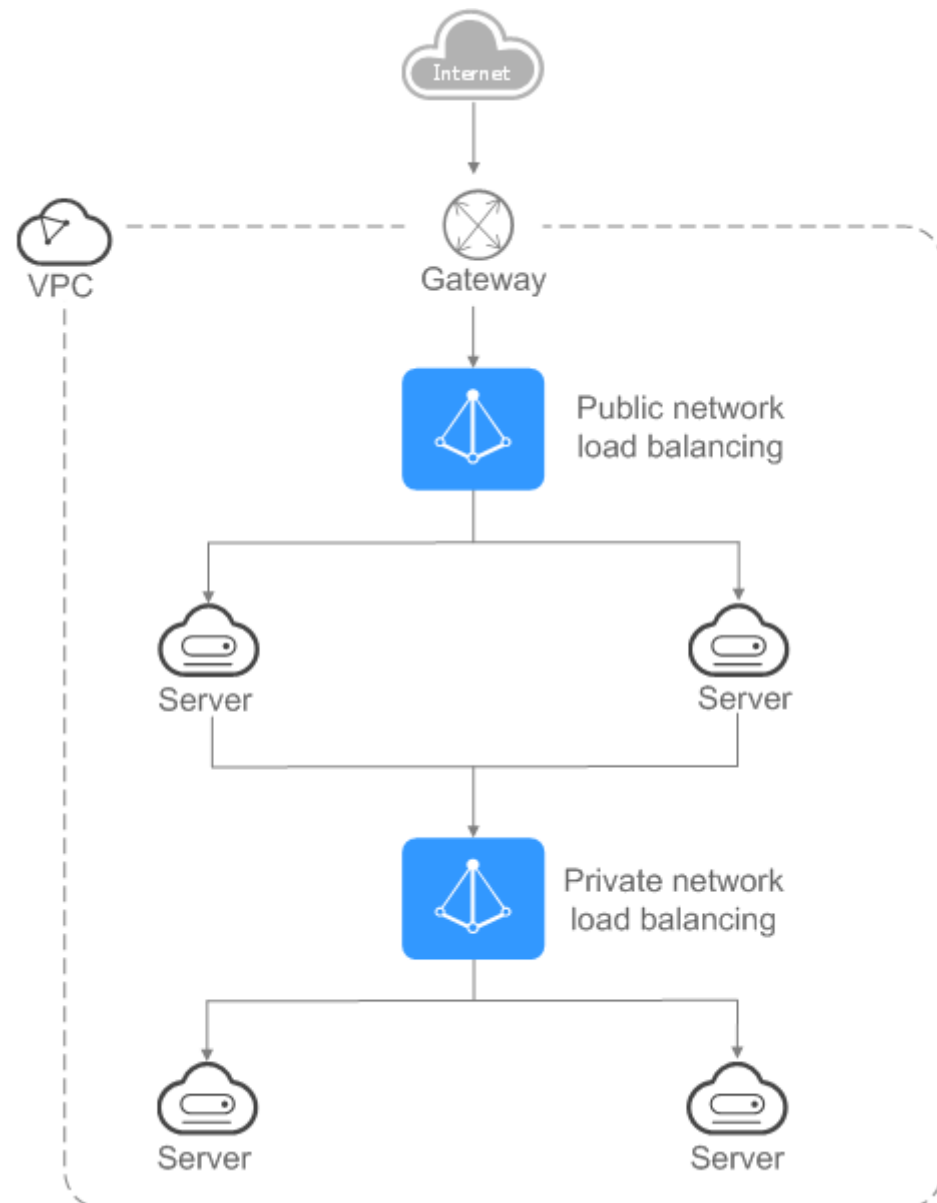 Internet
VPC
Gateway
Public network
load balancing
Server
Server
Private network
load balancing
Server
Server